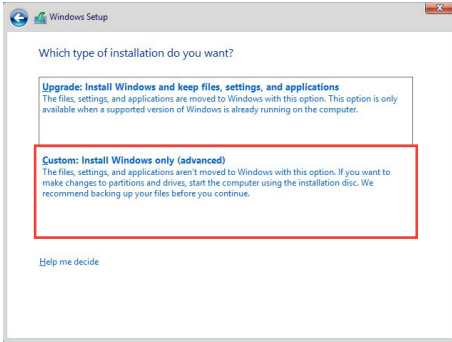 Windows Setup
Which type of installation do you want?
Upgrade: Install Windows and keep files, settings, and applications
The files, settings, and applications are moved to Windows with this option. This option is only
available when a supported version of Windows is already running on the computer.
Custom: Install Windows only (advanced)
The files, settings, and applications aren't moved to Windows with this option. If you want to
make changes to partitions and drives, start the computer using the installation disc. We
recommend backing up your files before you continue.
Help me decide